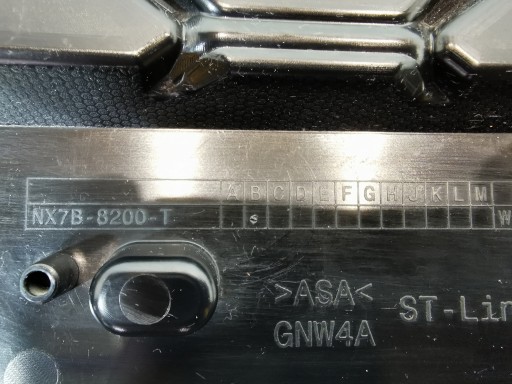 A B C D E F G H J K L M
NX7B-8200-T s W
>ASA< ST-Lin
GNW4A